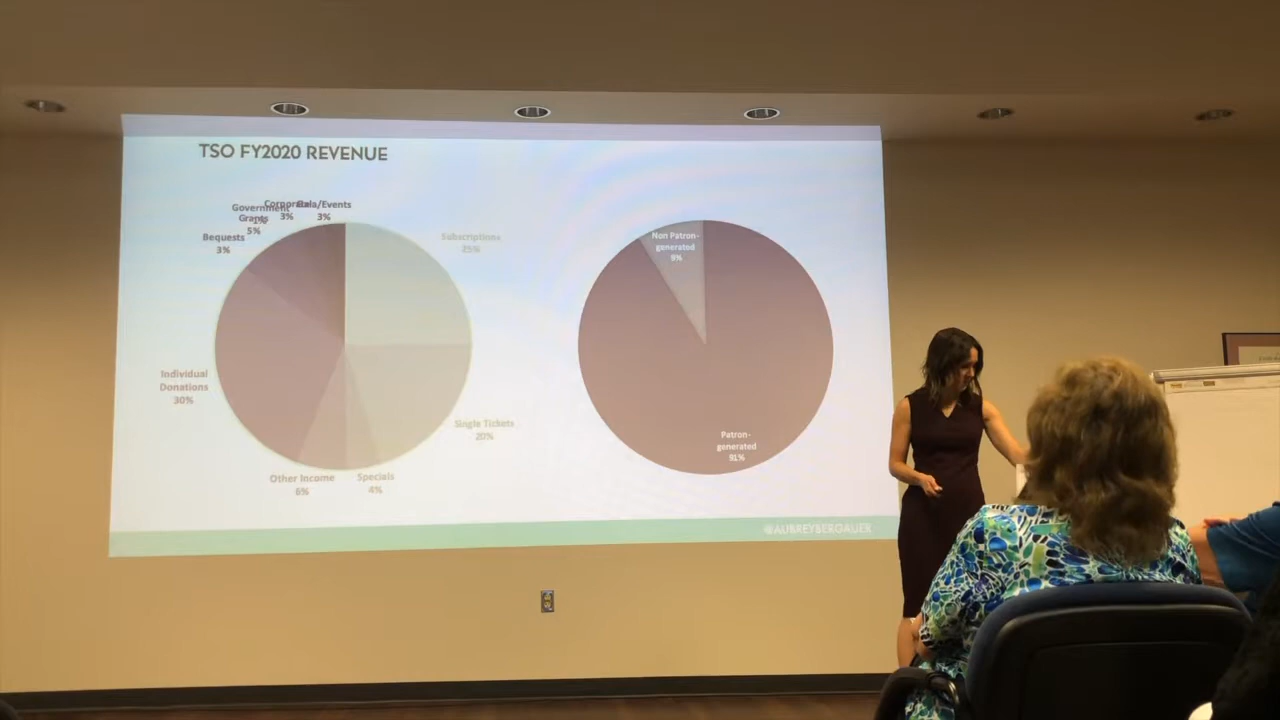 TSO FY2020 REVENUE
Gala/Events
3%
Corporate
3%
Government
Grants
5%
Bequests
3%
Subscriptions
25%
Individual
Donations
30%
Single Tickets
20%
Other Income
6%
Specials
4%
Non Patron-
generated
9%
Patron-
generated
91%
@AUBREYBERGAUER